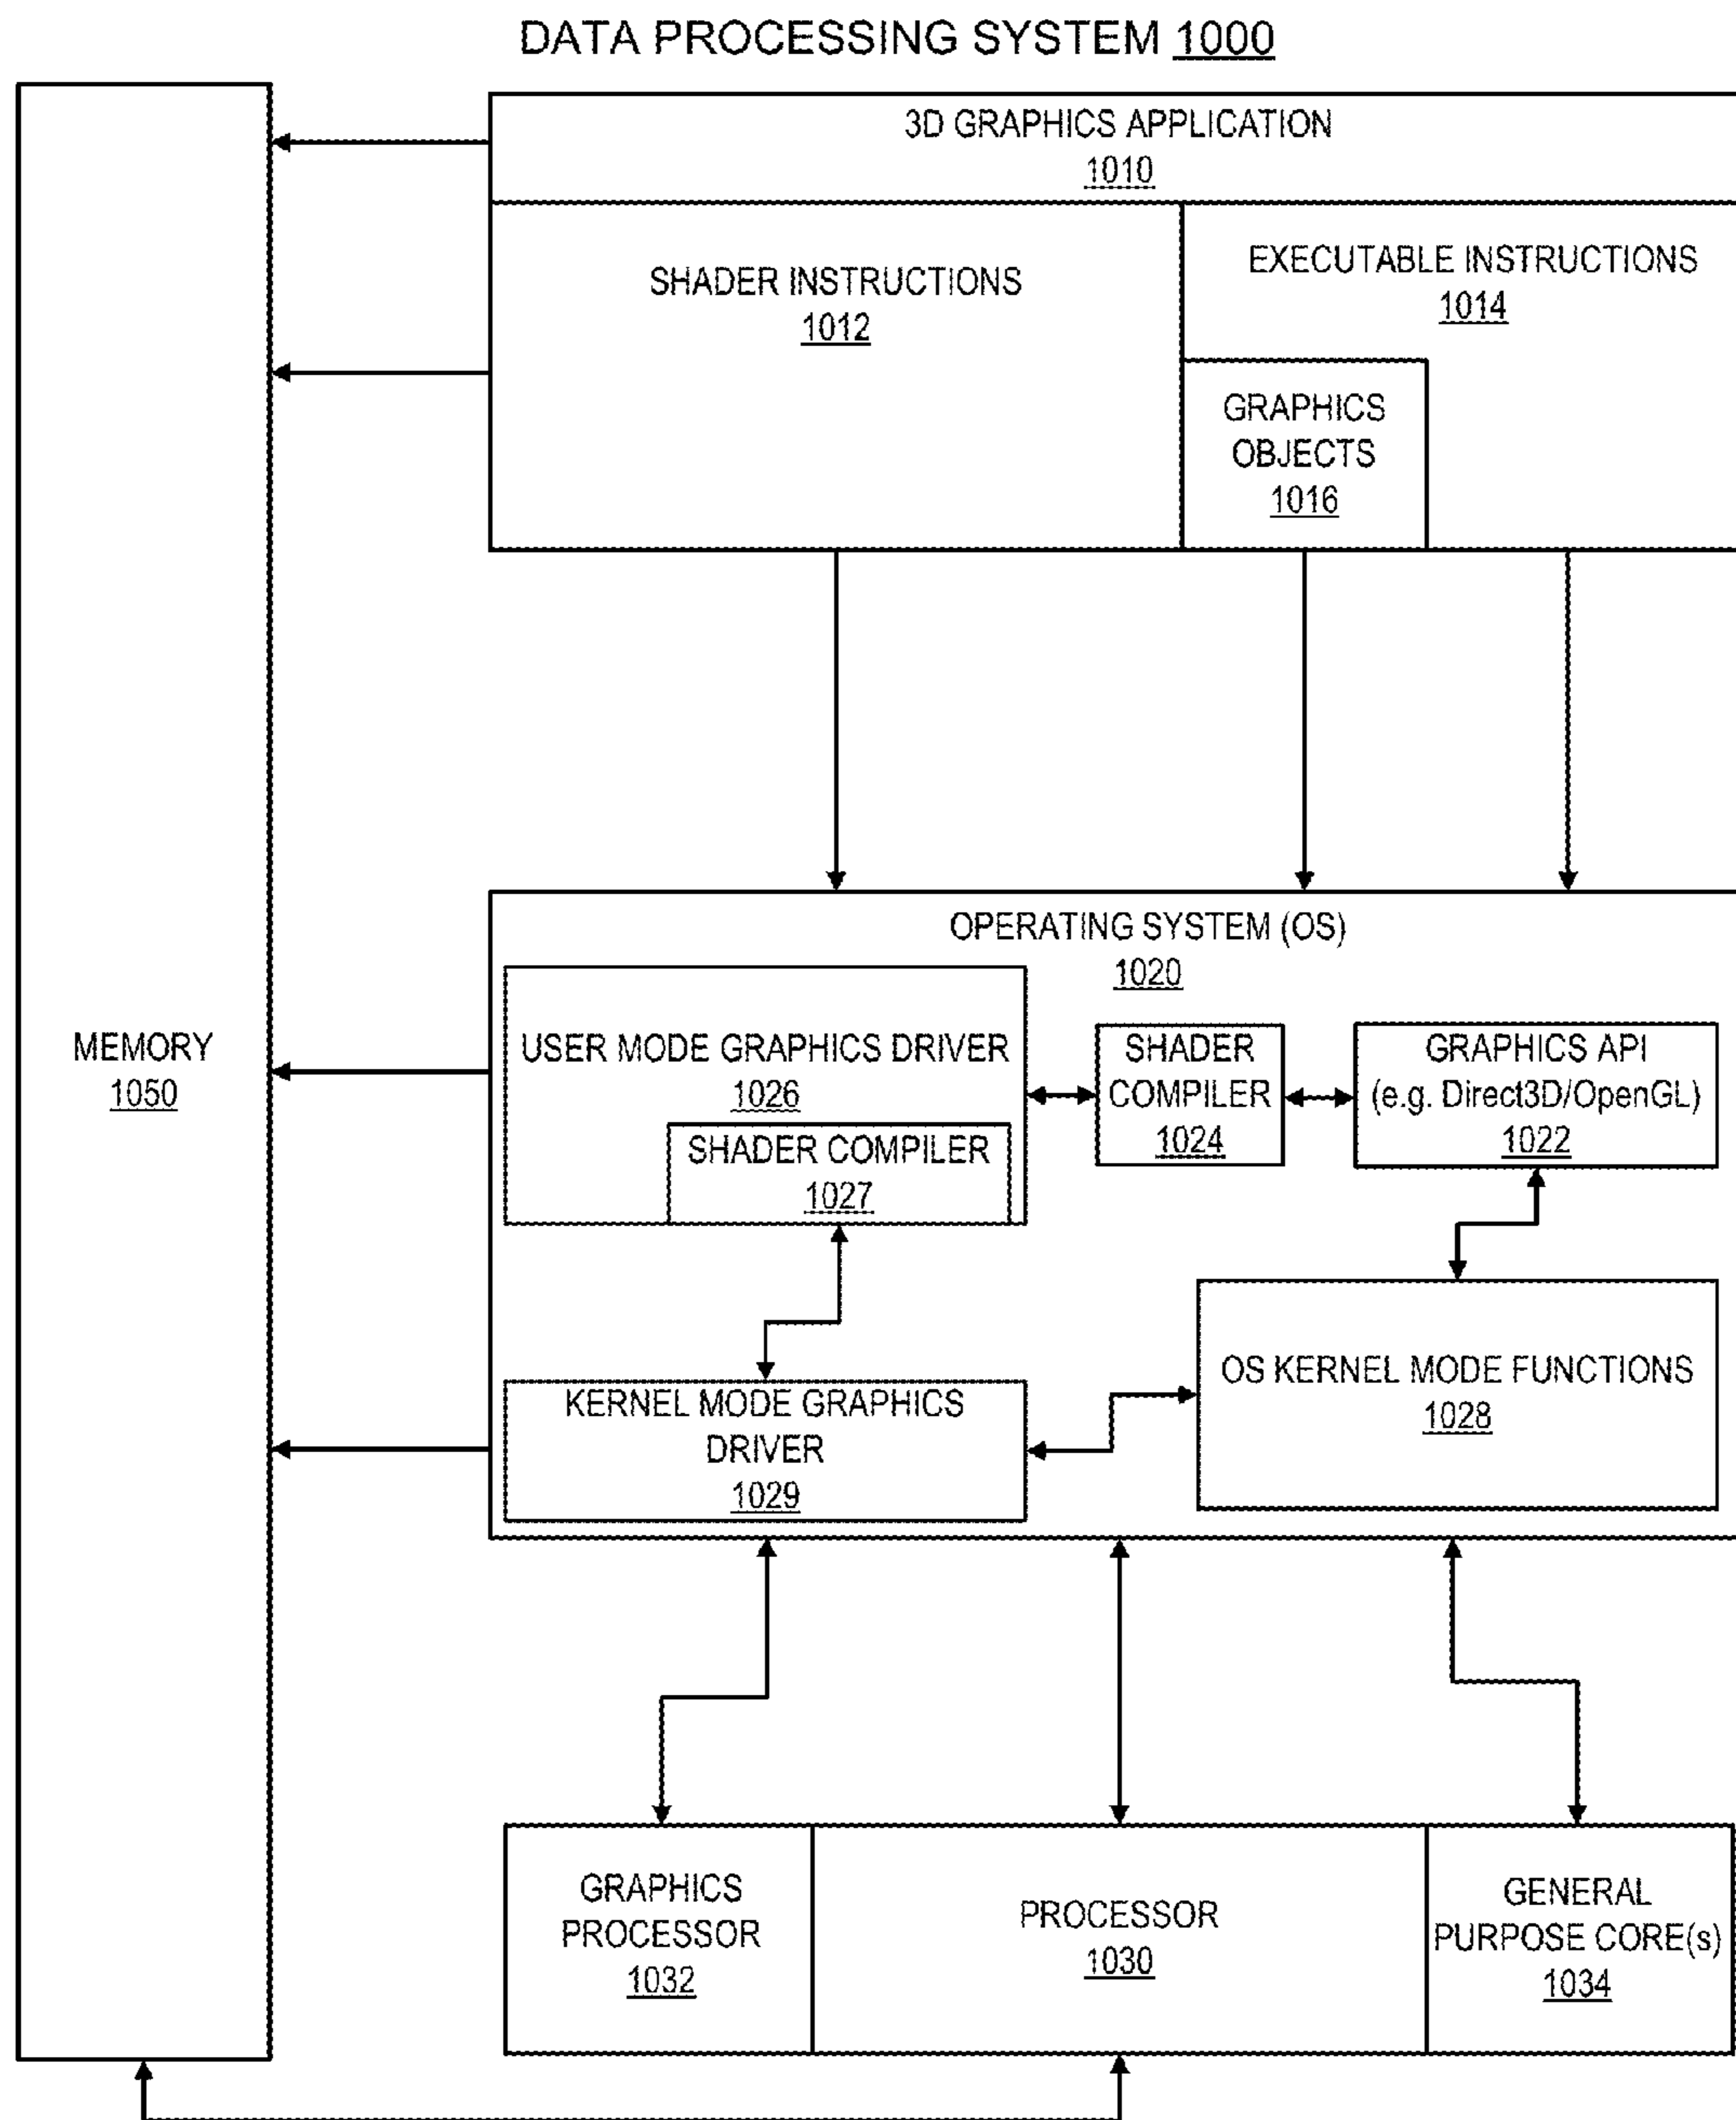 DATA PROCESSING SYSTEM 1000
3D GRAPHICS APPLICATION
1010
SHADER INSTRUCTIONS
1012
EXECUTABLE INSTRUCTIONS
1014
GRAPHICS
OBJECTS
1016
MEMORY
1050
OPERATING SYSTEM (OS)
1020
USER MODE GRAPHICS DRIVER
1026
SHADER COMPILER
1027
SHADER
COMPILER
1024
GRAPHICS API
(e.g. Direct3D/OpenGL)
1022
KERNEL MODE GRAPHICS
DRIVER
1029
OS KERNEL MODE FUNCTIONS
1028
GRAPHICS
PROCESSOR
1032
PROCESSOR
1030
GENERAL
PURPOSE CORE(s)
1034